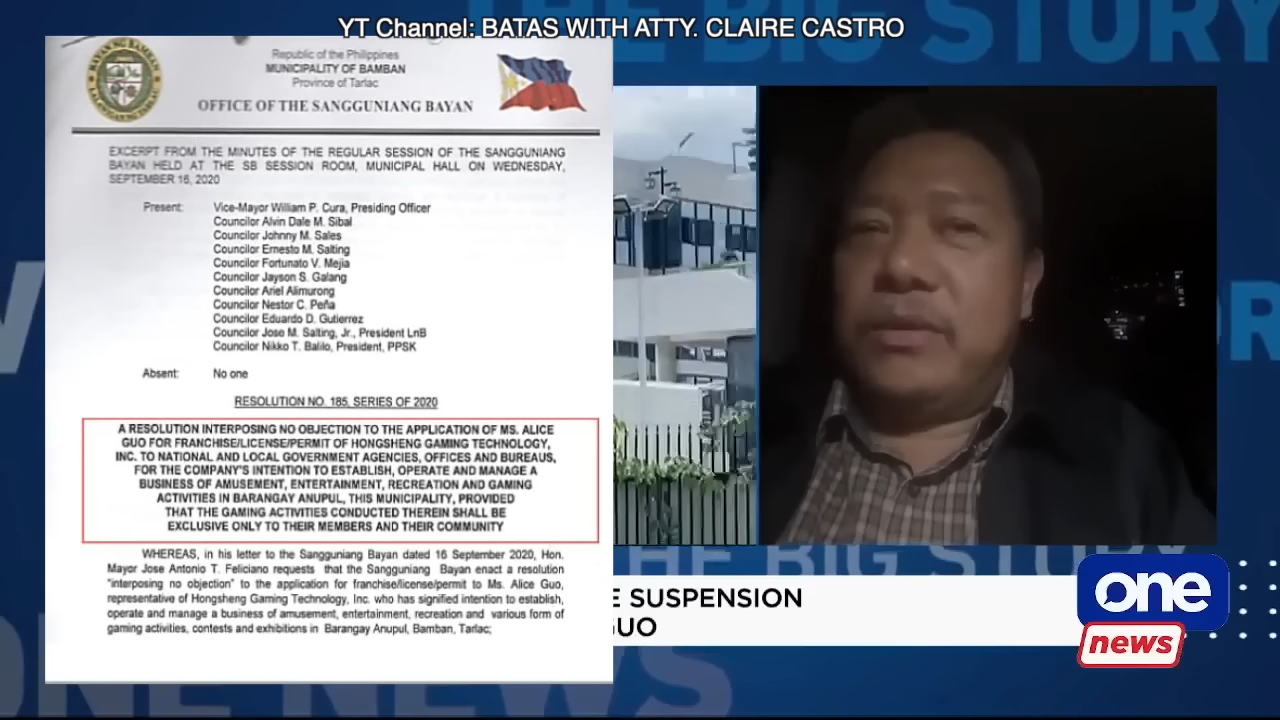 YT Channel: BATAS WITH ATTY. CLAIRE CASTRO
THE BIG STORY
Republic of the Philippines
MUNICIPALITY OF BAMBAN
Province of Tarlac
OFFICE OF THE SANGGUNIANG BAYAN
EXCERPT FROM THE MINUTES OF THE REGULAR SESSION OF THE SANGGUNIANG
BAYAN HELD AT THE SB SESSION ROOM, MUNICIPAL HALL ON WEDNESDAY,
SEPTEMBER 16, 2020
Present: Vice-Mayor William P. Cura, Presiding Officer
Councilor Alvin Dale M. Sibal
Councilor Johnny M. Sales
Councilor Ernesto M. Salting
Councilor Fortunato V. Mejia
Councilor Jayson S. Galang
Councilor Ariel Alimurong
Councilor Nestor C. Peña
Councilor Eduardo D. Gutierrez
Councilor Jose M. Salting, Jr., President LnB
Councilor Nikko T. Balilo, President, PPSK
Absent: No one
RESOLUTION NO. 185, SERIES OF 2020
A RESOLUTION INTERPOSING NO OBJECTION TO THE APPLICATION OF MS. ALICE
GUO FOR FRANCHISE/LICENSE/PERMIT OF HONGSHENG GAMING TECHNOLOGY,
INC. TO NATIONAL AND LOCAL GOVERNMENT AGENCIES, OFFICES AND BUREAUS,
FOR THE COMPANY'S INTENTION TO ESTABLISH, OPERATE AND MANAGE A
BUSINESS OF AMUSEMENT, ENTERTAINMENT, RECREATION AND GAMING
ACTIVITIES IN BARANGAY ANUPUL, THIS MUNICIPALITY, PROVIDED
THAT THE GAMING ACTIVITIES CONDUCTED THEREIN SHALL BE
EXCLUSIVE ONLY TO THEIR MEMBERS AND THEIR COMMUNITY
WHEREAS, in his letter to the Sangguniang Bayan dated 16 September 2020, Hon.
Mayor Jose Antonio T. Feliciano requests that the Sangguniang Bayan enact a resolution
"interposing no objection" to the application for franchise/license/permit to Ms. Alice Guo,
representative of Hongsheng Gaming Technology, Inc. who has signified intention to establish,
operate and manage a business of amusement, entertainment, recreation and various form of
gaming activities, contests and exhibitions in Barangay Anupul, Bamban, Tarlac;
THE BIG STORY
E SUSPENSION
GUO
one
news
ONE NEWS